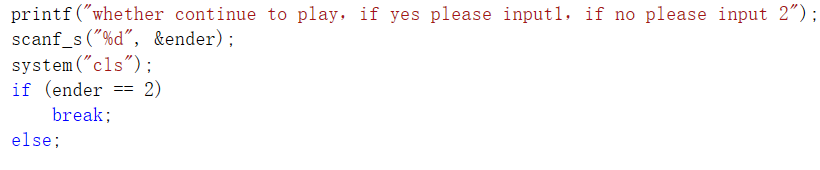 printf("whether continue to play，if yes please input1，if no please input 2");
scanf_s("%d", &ender);
system("cls");
if (ender == 2)
break;
else;